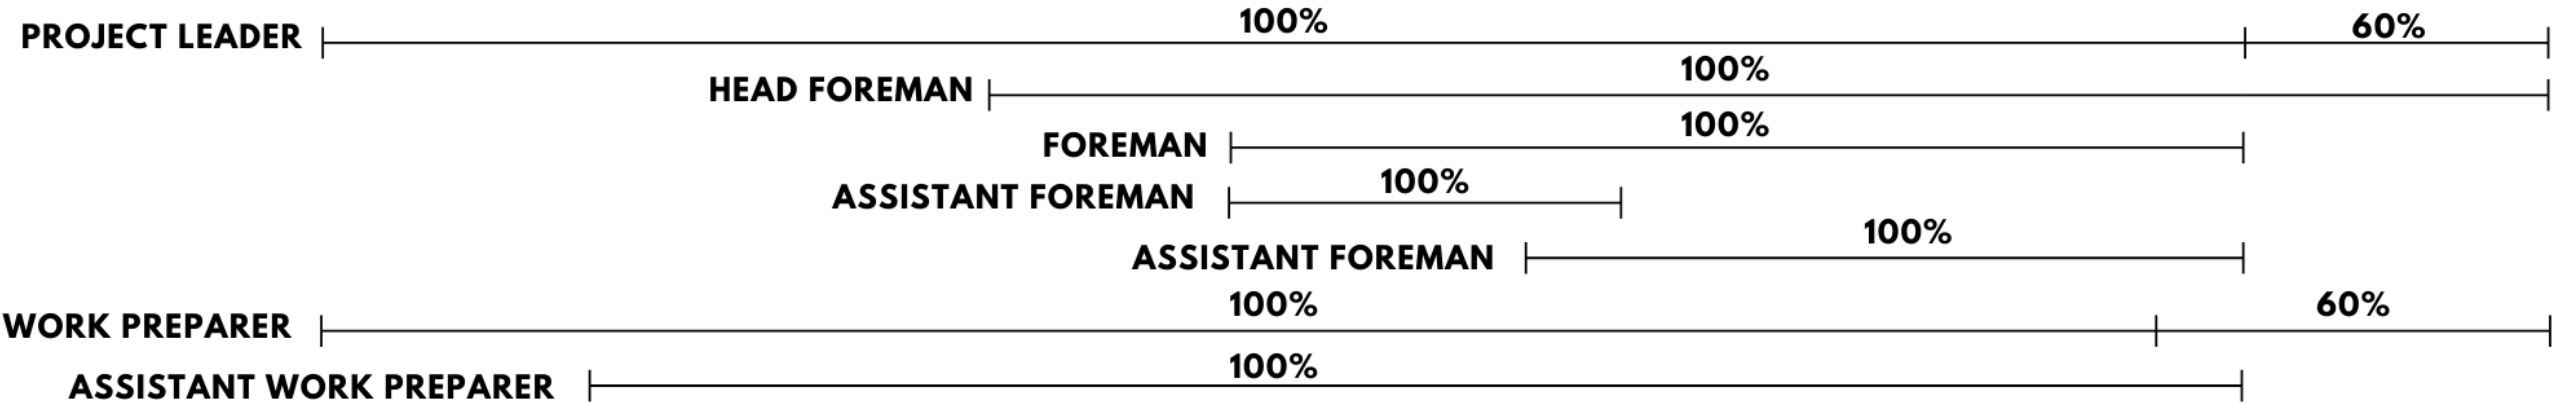 100%
60%
PROJECT LEADER
100%
HEAD FOREMAN
100%
FOREMAN
100%
ASSISTANT FOREMAN
100%
ASSISTANT FOREMAN
100%
60%
WORK PREPARER
100%
ASSISTANT WORK PREPARER